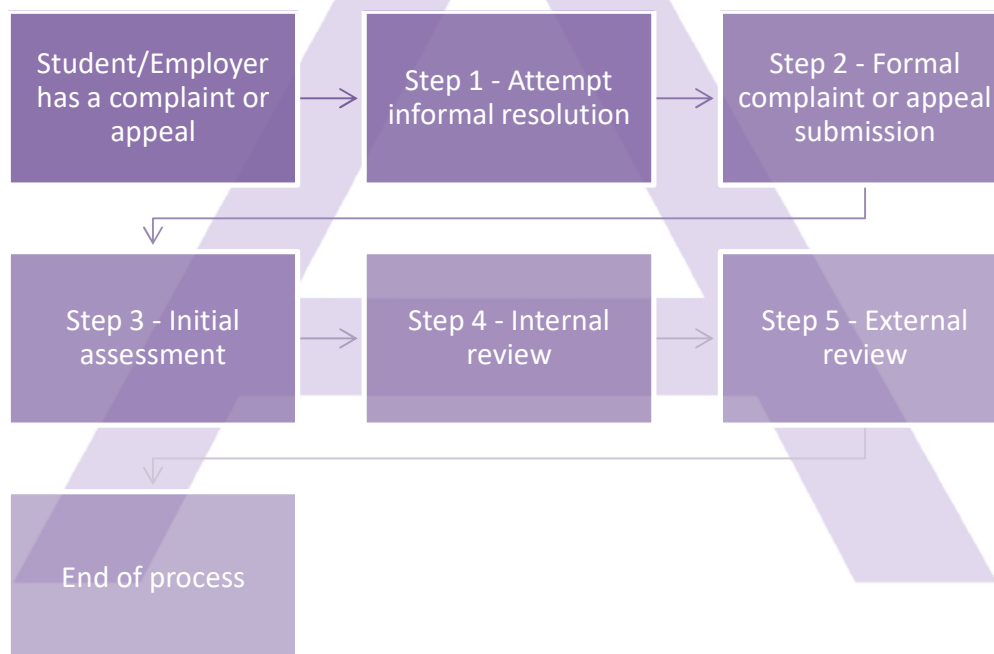 Student/Employer
has a complaint or
appeal
Step 1 - Attempt
informal resolution
Step 2 - Formal
complaint or appeal
submission
Step 3 - Initial
assessment
Step 4 - Internal
review
Step 5 - External
review
End of process